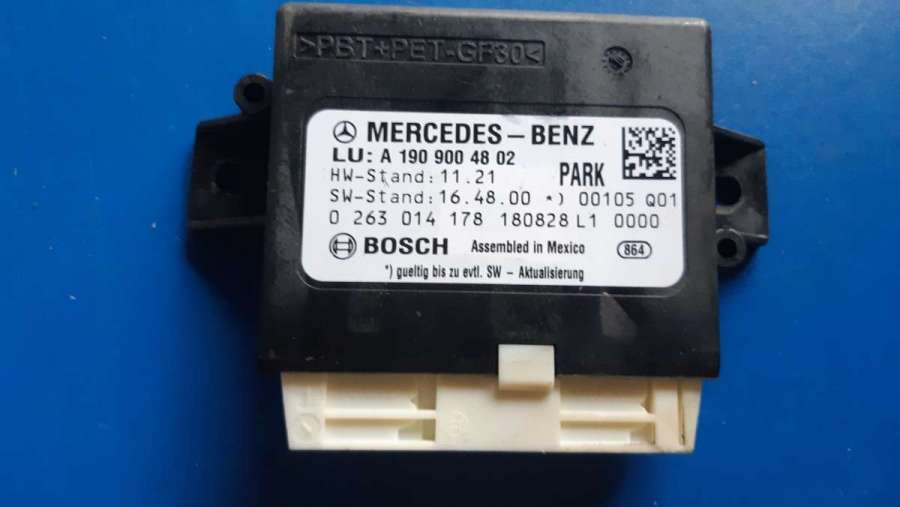 >PBT+PET-GF30<
MERCEDES-BENZ
LU: A 190 900 48 02
HW-Stand: 11.21 PARK
SW-Stand: 16.48.00 *) 00105 Q01
0 263 014 178 180828 L1 0000
BOSCH Assembled in Mexico 864
*) gueltig bis zu evtl. SW - Aktualisierung